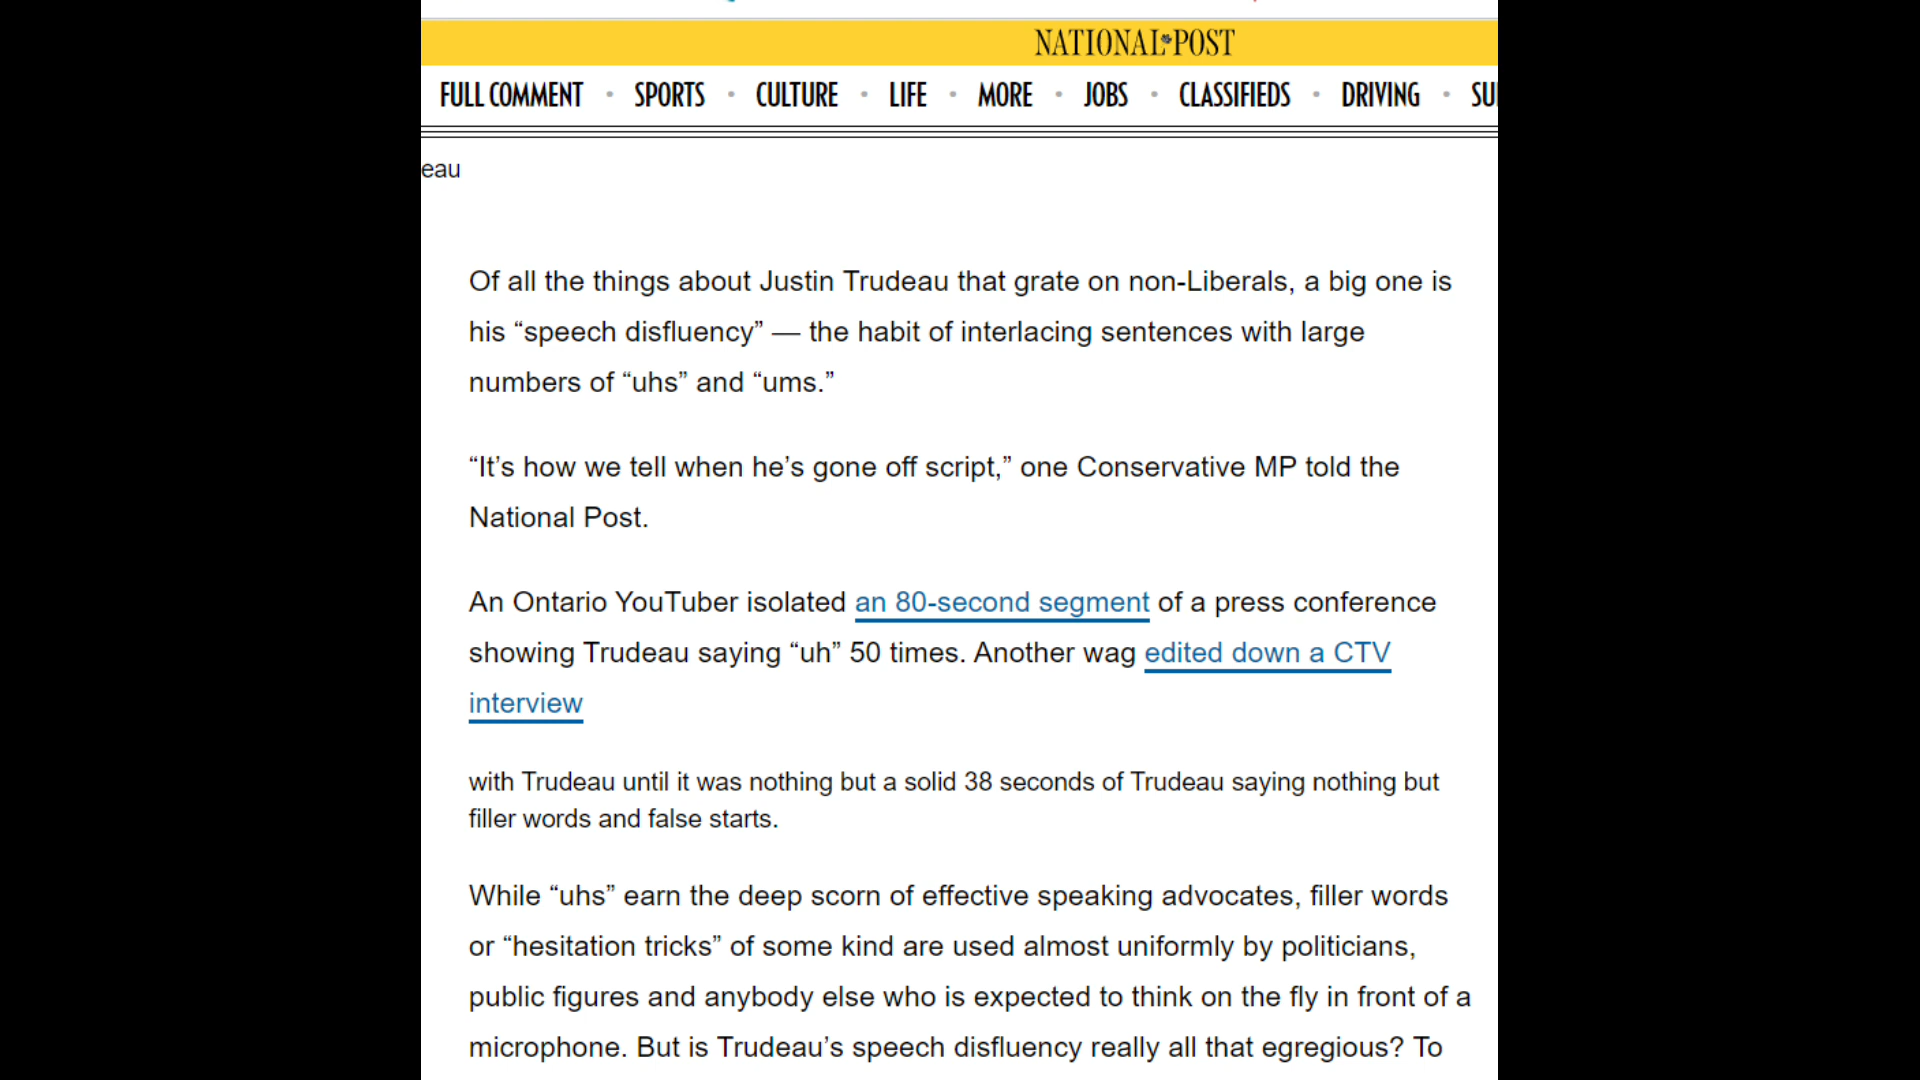 NATIONAL POST
FULL COMMENT • SPORTS • CULTURE • LIFE • MORE • JOBS • CLASSIFIEDS • DRIVING •
eau
Of all the things about Justin Trudeau that grate on non-Liberals, a big one is
his “speech disfluency” — the habit of interlacing sentences with large
numbers of “uhs” and “ums.”
“It’s how we tell when he’s gone off script,” one Conservative MP told the
National Post.
An Ontario YouTuber isolated an 80-second segment of a press conference
showing Trudeau saying “uh” 50 times. Another wag edited down a CTV
interview
with Trudeau until it was nothing but a solid 38 seconds of Trudeau saying nothing but
filler words and false starts.
While “uhs” earn the deep scorn of effective speaking advocates, filler words
or “hesitation tricks” of some kind are used almost uniformly by politicians,
public figures and anybody else who is expected to think on the fly in front of a
microphone. But is Trudeau’s speech disfluency really all that egregious? To